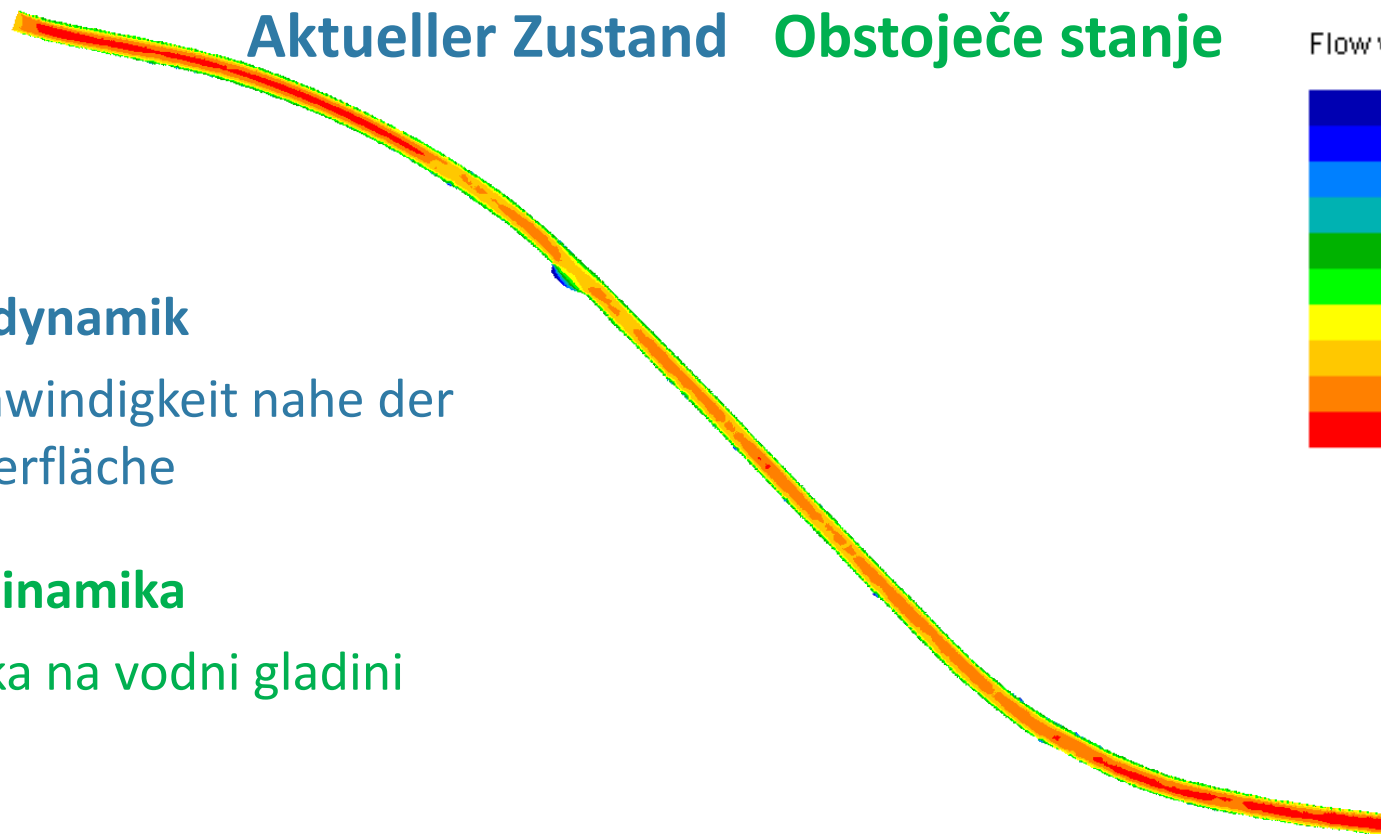 Aktueller Zustand Obstoječe stanje
Flow
dynamik
windigkeit nahe der
erfläche
inamika
ka na vodni gladini